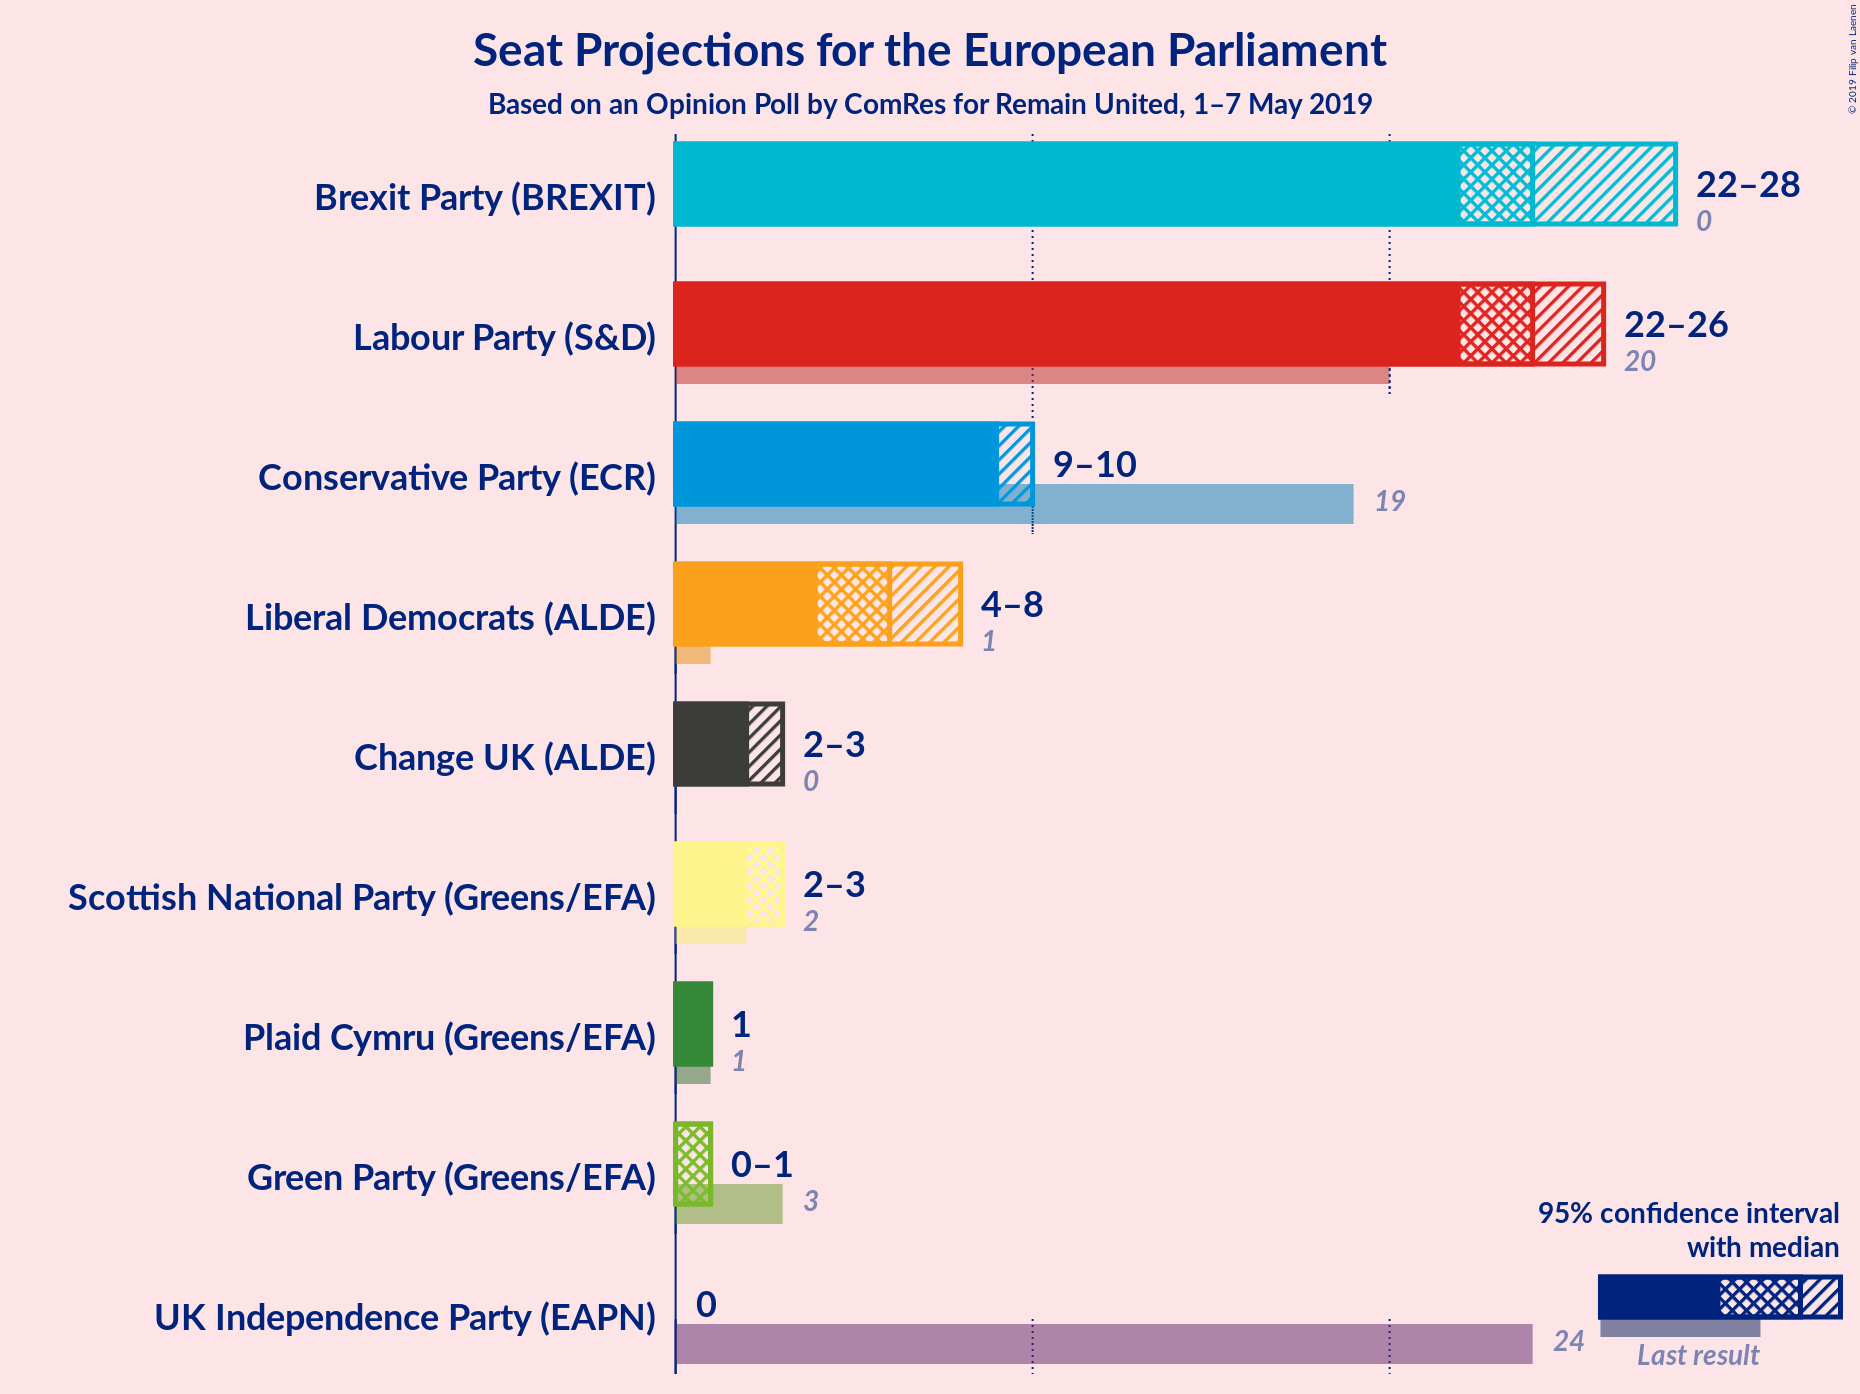 Seat Projections for the European Parliament
Based on an Opinion Poll by ComRes for Remain United, 1–7 May 2019
© 2019 Filip van Laenen
Brexit Party (BREXIT)
22–28
0
Labour Party (S&D)
22–26
20
Conservative Party (ECR)
9–10
19
Liberal Democrats (ALDE)
4–8
1
Change UK (ALDE)
2–3
0
Scottish National Party (Greens/EFA)
2–3
2
Plaid Cymru (Greens/EFA)
1
1
Green Party (Greens/EFA)
0–1
3
UK Independence Party (EAPN)
0
24
95% confidence interval
with median
Last result